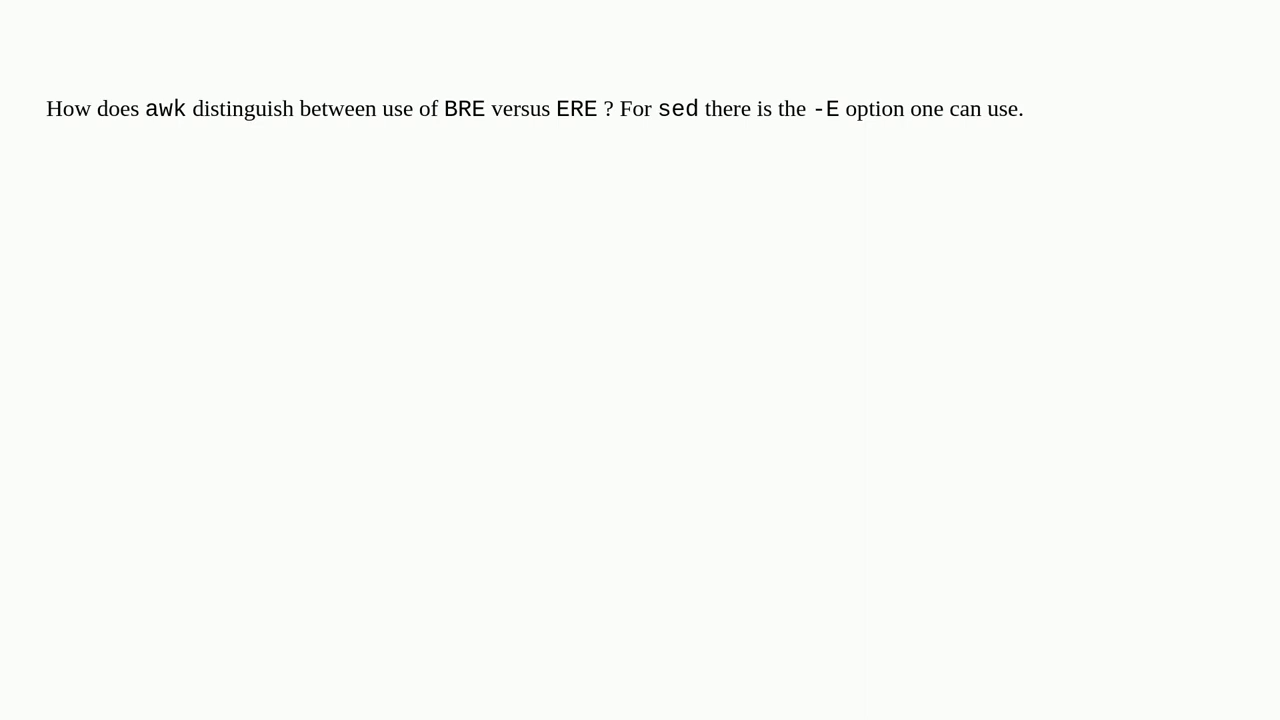 How does awk distinguish between use of BRE versus ERE ? For sed there is the -E option one can use.